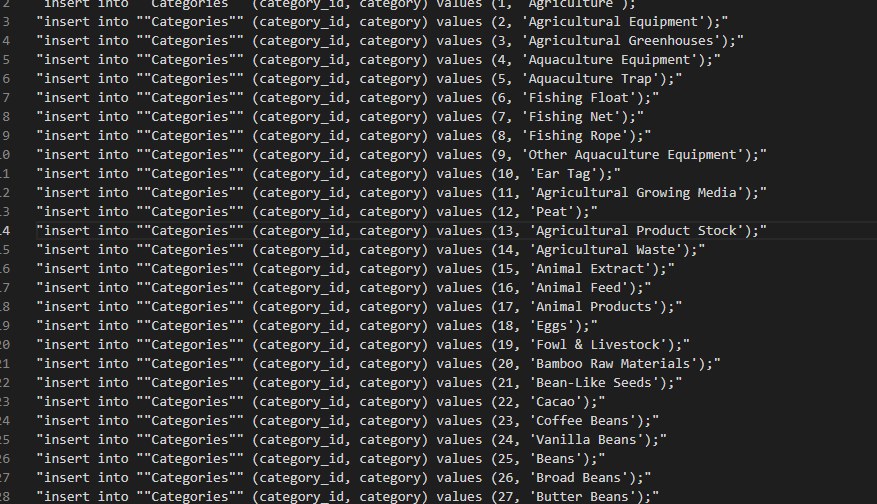 2 "insert into ""Categories"" (category_id, category) values (1, 'Agriculture');"
3 "insert into ""Categories"" (category_id, category) values (2, 'Agricultural Equipment');"
4 "insert into ""Categories"" (category_id, category) values (3, 'Agricultural Greenhouses');"
5 "insert into ""Categories"" (category_id, category) values (4, 'Aquaculture Equipment');"
6 "insert into ""Categories"" (category_id, category) values (5, 'Aquaculture Trap');"
7 "insert into ""Categories"" (category_id, category) values (6, 'Fishing Float');"
8 "insert into ""Categories"" (category_id, category) values (7, 'Fishing Net');"
9 "insert into ""Categories"" (category_id, category) values (8, 'Fishing Rope');"
10 "insert into ""Categories"" (category_id, category) values (9, 'Other Aquaculture Equipment');"
11 "insert into ""Categories"" (category_id, category) values (10, 'Ear Tag');"
12 "insert into ""Categories"" (category_id, category) values (11, 'Agricultural Growing Media');"
13 "insert into ""Categories"" (category_id, category) values (12, 'Peat');"
14 "insert into ""Categories"" (category_id, category) values (13, 'Agricultural Product Stock');"
15 "insert into ""Categories"" (category_id, category) values (14, 'Agricultural Waste');"
16 "insert into ""Categories"" (category_id, category) values (15, 'Animal Extract');"
17 "insert into ""Categories"" (category_id, category) values (16, 'Animal Feed');"
18 "insert into ""Categories"" (category_id, category) values (17, 'Animal Products');"
19 "insert into ""Categories"" (category_id, category) values (18, 'Eggs');"
20 "insert into ""Categories"" (category_id, category) values (19, 'Fowl & Livestock');"
21 "insert into ""Categories"" (category_id, category) values (20, 'Bamboo Raw Materials');"
22 "insert into ""Categories"" (category_id, category) values (21, 'Bean-Like Seeds');"
23 "insert into ""Categories"" (category_id, category) values (22, 'Cacao');"
24 "insert into ""Categories"" (category_id, category) values (23, 'Coffee Beans');"
25 "insert into ""Categories"" (category_id, category) values (24, 'Vanilla Beans');"
26 "insert into ""Categories"" (category_id, category) values (25, 'Beans');"
27 "insert into ""Categories"" (category_id, category) values (26, 'Broad Beans');"
28 "insert into ""Categories"" (category_id, category) values (27, 'Butter Beans');"